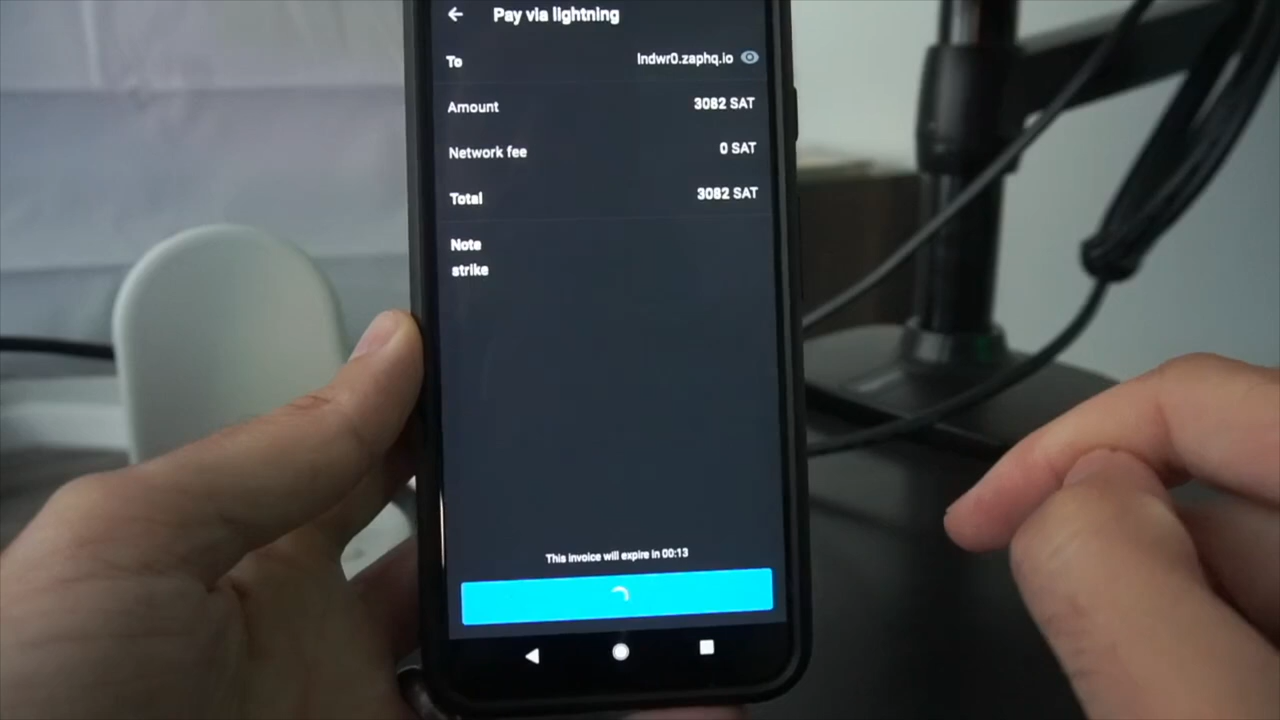 Pay via lightning
To lndwr0.zaphq.io
Amount 3082 SAT
Network fee 0 SAT
Total 3082 SAT
Note
strike
This invoice will expire in 00:13